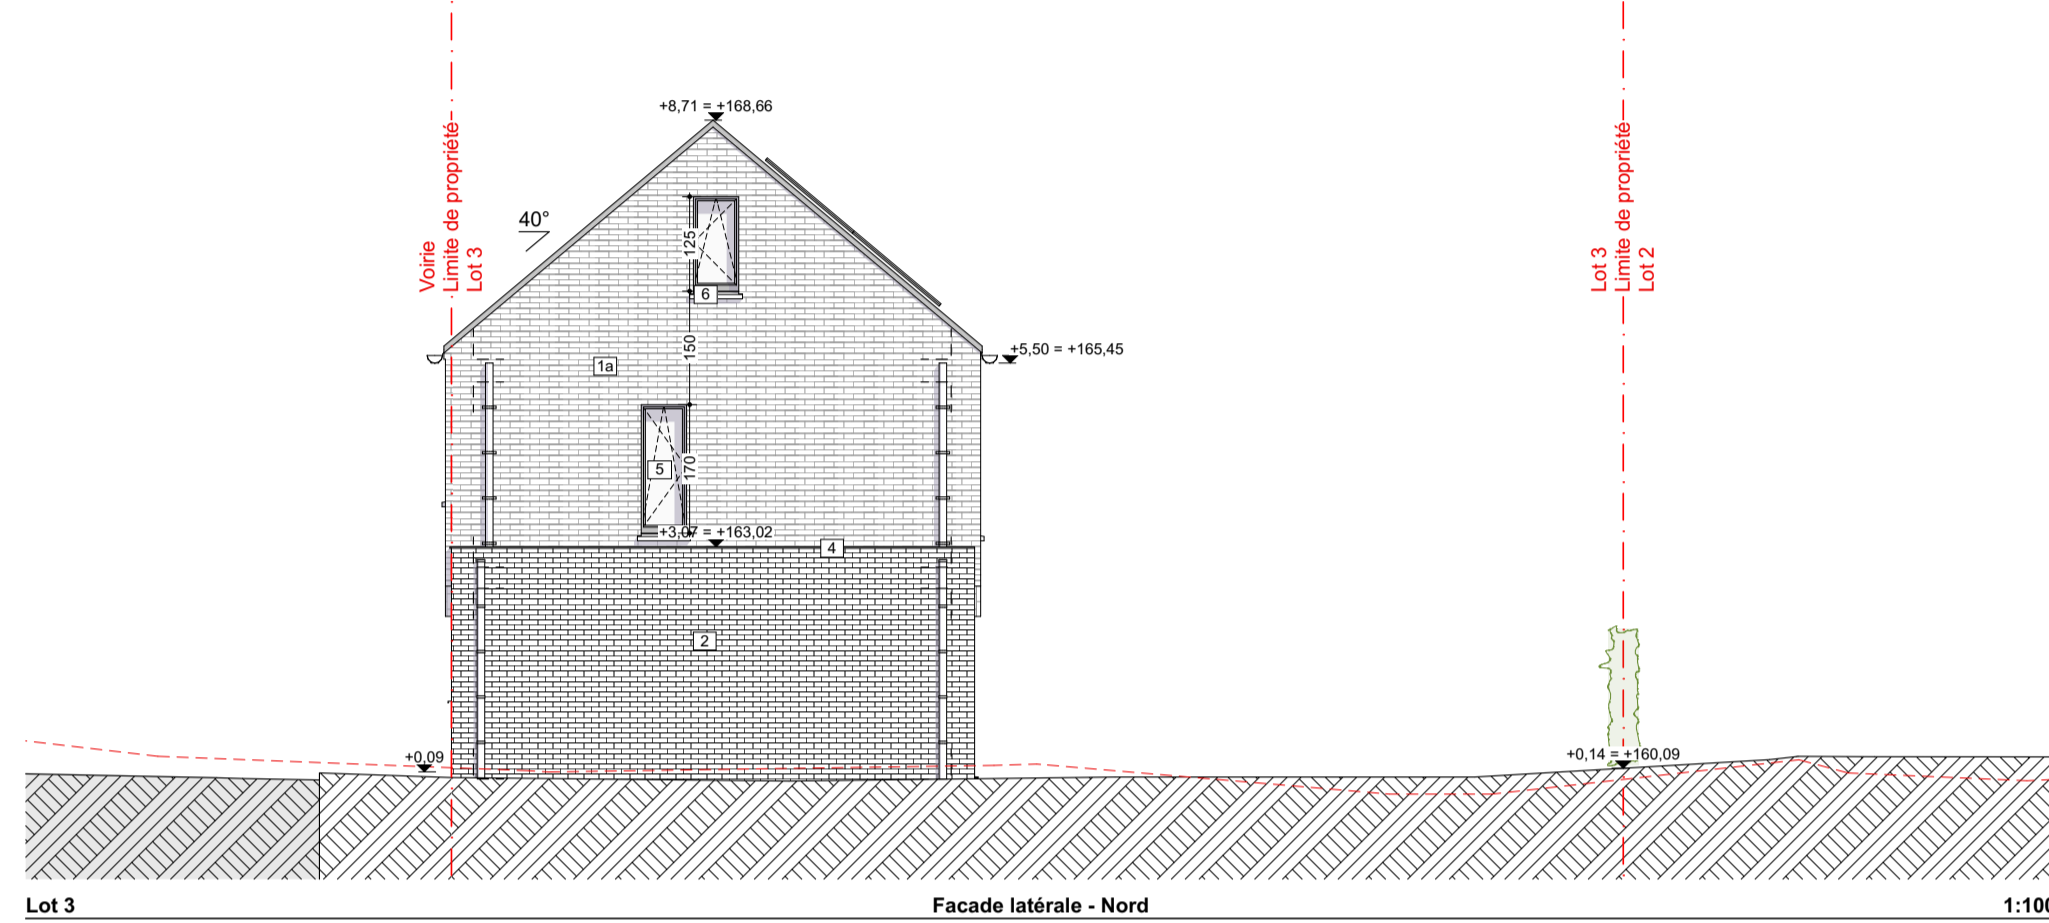 +8,71 = +168,66
Voirie
Limite de propriété
Lot 3
40°
125
6
Lot 3
Limite de propriété
Lot 2
150
+5,50 = +165,45
1a
5
170
+3,07 = +163,02
4
2
+0,09
+0,14 = +160,09
Lot 3
Facade latérale - Nord